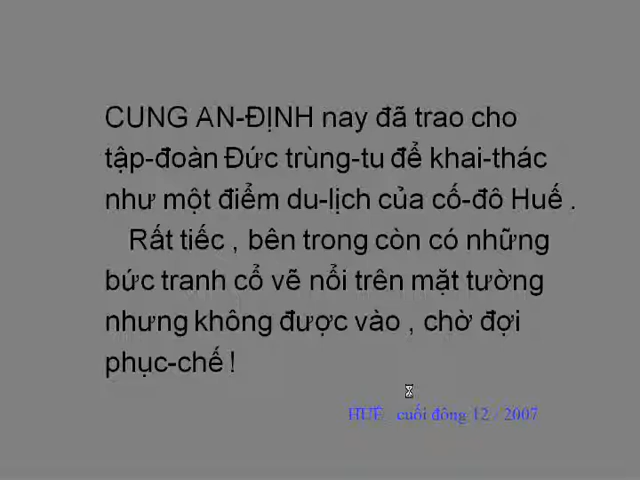 CUNG AN-ĐỊNH nay đã trao cho
tập-đoàn Đức trùng-tu để khai-thác
như một điểm du-lịch của cố-đô Huế .
Rất tiếc , bên trong còn có những
bức tranh cổ vẽ nổi trên mặt tường
nhưng không được vào , chờ đợi
phục-chế !
HUẾ cuối đông 12 / 2007